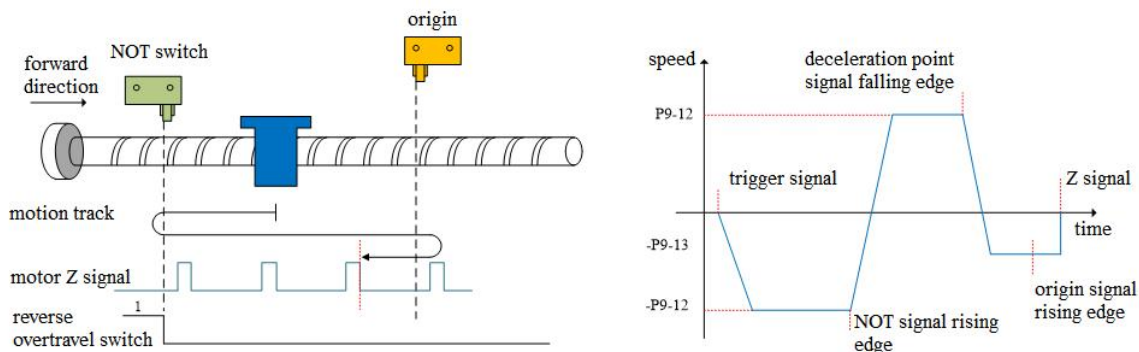 origin
NOT switch
forward
direction
motion track
motor Z signal
1
reverse
overtravel switch
speed
deceleration point
signal falling edge
P9-12
trigger signal
Z signal
time
-P9-13
origin signal
rising edge
-P9-12
NOT signal rising
edge